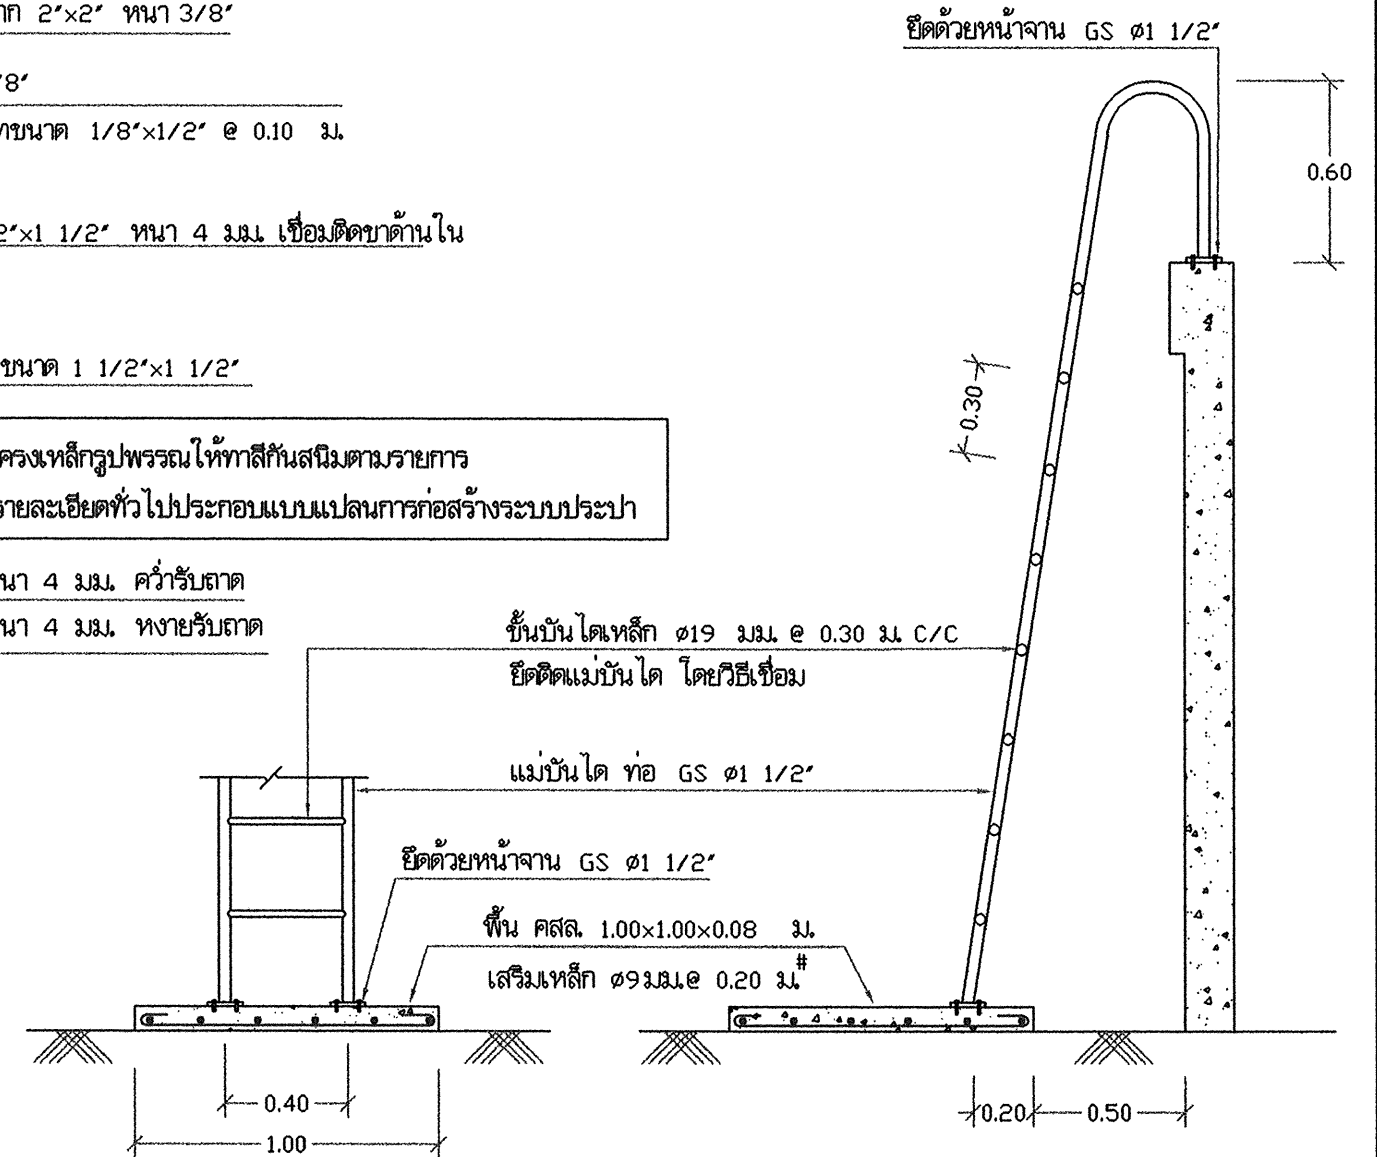 2"×2" หนา 3/8"
ยึดด้วยหน้าจาน GS ø1 1/2"
/8"
ขนาด 1/8"×1/2" @ 0.10 ม.
0.60
2"×1 1/2" หนา 4 มม. เชื่อมติดขาด้านใน
ขนาด 1 1/2"×1 1/2"
0.30
ครงเหล็กรูปพรรณให้ทาสีกันสนิมตามรายการ
รายละเอียดทั่วไปประกอบแบบแปลนการก่อสร้างระบบประปา
นา 4 มม. คว่ำรับถาด
นา 4 มม. หงายรับถาด
ขั้นบันไดเหล็ก ø19 มม. @ 0.30 ม. C/C
ยึดติดแม่บันได โดยวิธีเชื่อม
แม่บันได ท่อ GS ø1 1/2"
ยึดด้วยหน้าจาน GS ø1 1/2"
พื้น คสล. 1.00×1.00×0.08 ม.
เสริมเหล็ก ø9มม.@ 0.20 ม.#
0.40
0.20
0.50
1.00